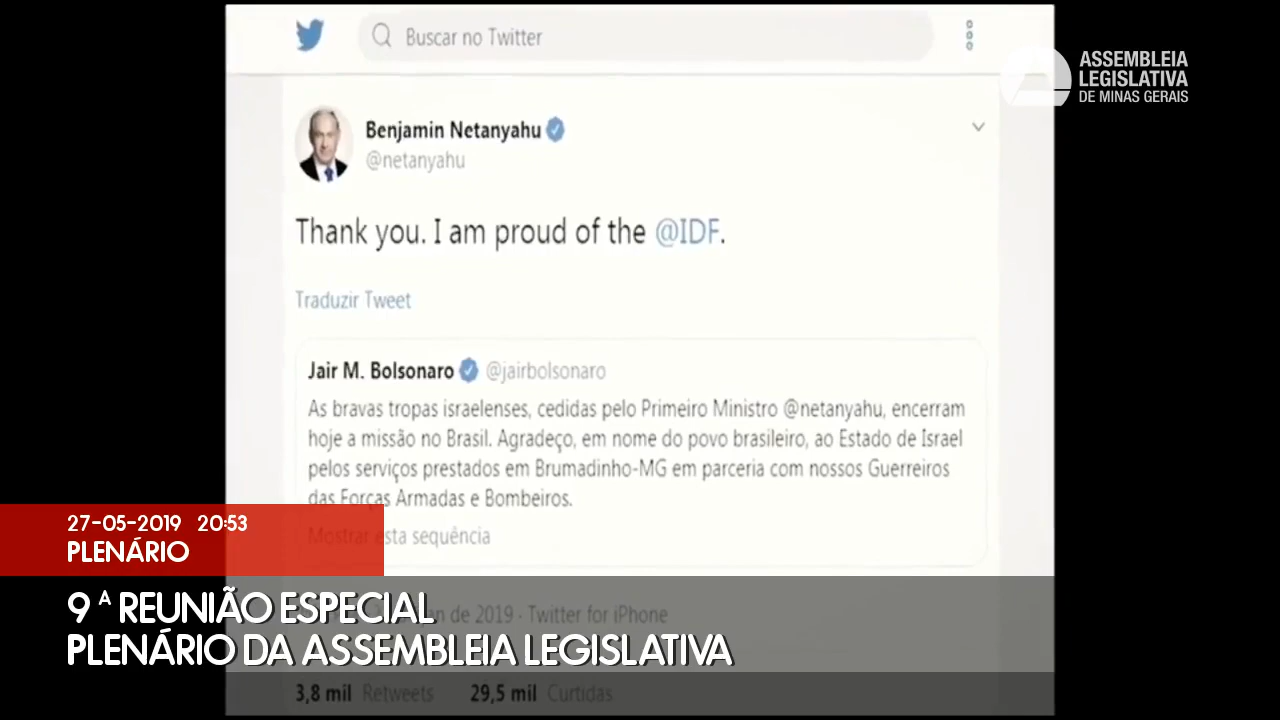 Buscar no Twitter
ASSEMBLEIA
LEGISLATIVA
DE MINAS GERAIS
Benjamin Netanyahu
@netanyahu
Thank you. I am proud of the @IDF.
Traduzir Tweet
Jair M. Bolsonaro @jairbolsonaro
As bravas tropas israelenses, cedidas pelo Primeiro Ministro @netanyahu, encerram
hoje a missão no Brasil. Agradeço, em nome do povo brasileiro, ao Estado de Israel
pelos serviços prestados em Brumadinho-MG em parceria com nossos Guerreiros
das Forças Armadas e Bombeiros.
Mostrar esta sequência
27-05-2019 20:53
PLENÁRIO
9ª REUNIÃO ESPECIAL
PLENÁRIO DA ASSEMBLEIA LEGISLATIVA
de 2019 · Twitter for iPhone
3,8 mil Retweets 29,5 mil Curtidas